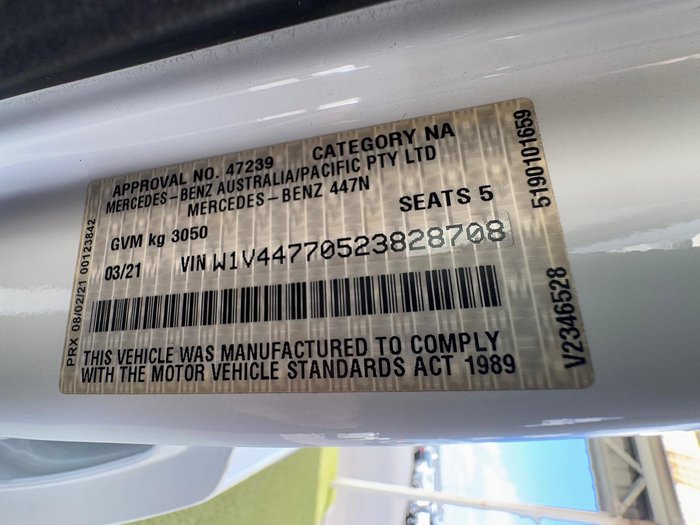 APPROVAL NO. 47239 CATEGORY NA
MERCEDES-BENZ AUSTRALIA/PACIFIC PTY LTD
MERCEDES-BENZ 447N
GVM kg 3050 SEATS 5
03/21 VIN W1V44770523828708
THIS VEHICLE WAS MANUFACTURED TO COMPLY
WITH THE MOTOR VEHICLE STANDARDS ACT 1989
PRX 08/02/21 00123842
V2346528 5190101659